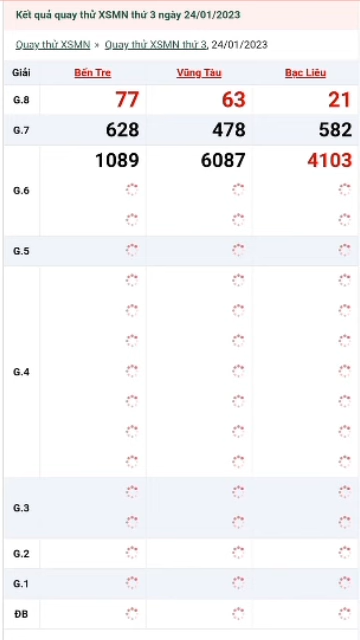 Kết quả quay thử XSMN thứ 3 ngày 24/01/2023
Quay thử XSMN » Quay thử XSMN thứ 3, 24/01/2023
Giải Bến Tre Vũng Tàu Bạc Liêu
G.8 77 63 21
G.7 628 478 582
1089 6087 4103
G.6
G.5
G.4
G.3
G.2
G.1
ĐB